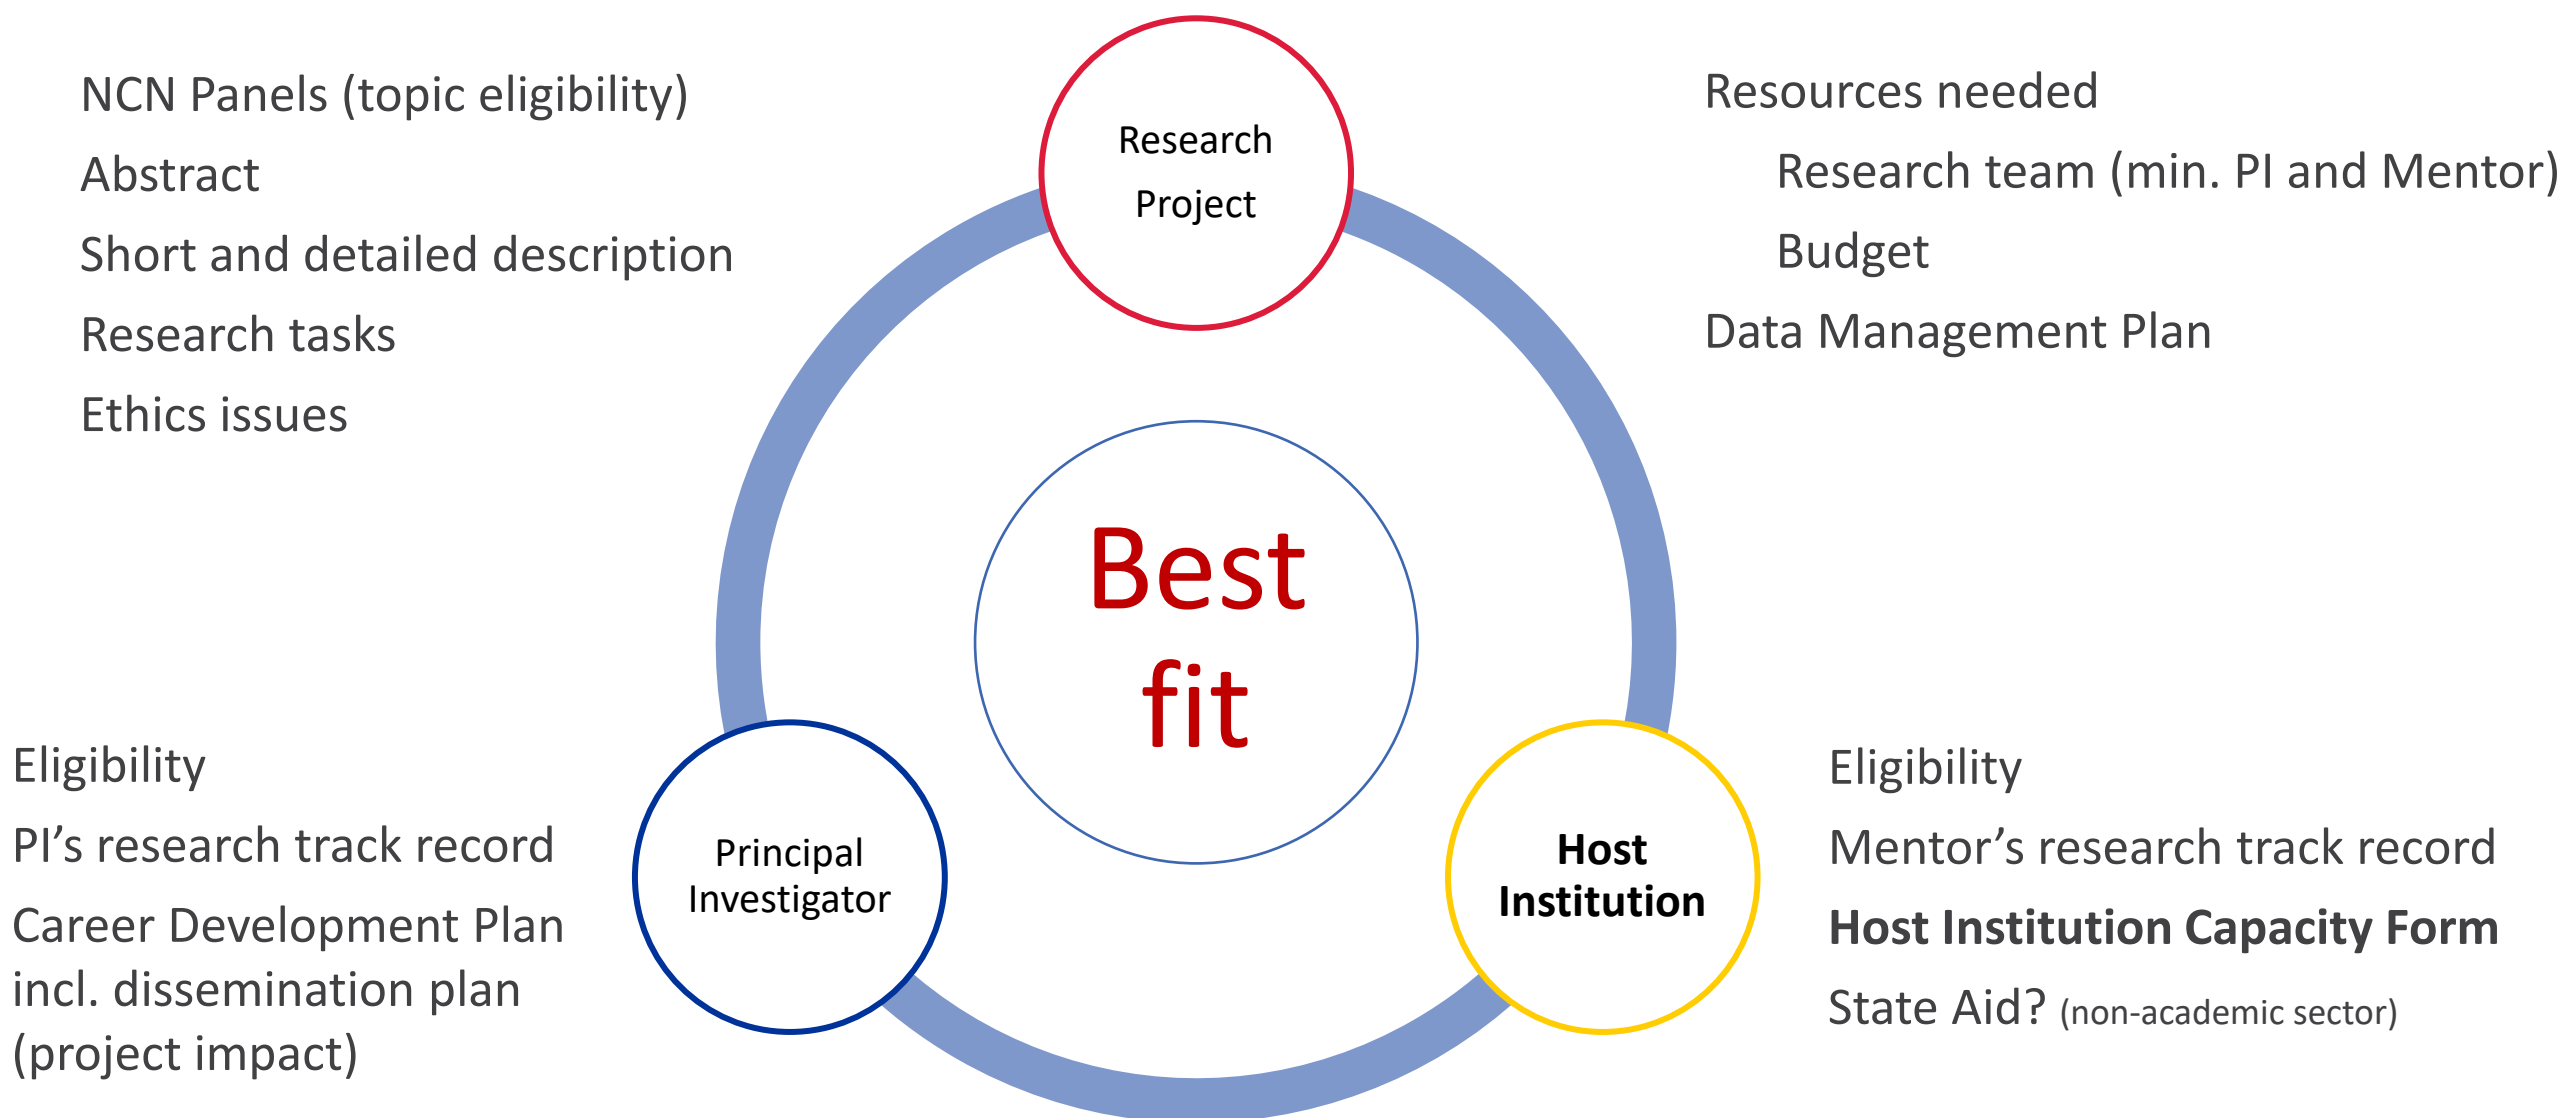 NCN Panels (topic eligibility)
Abstract
Short and detailed description
Research tasks
Ethics issues
Research
Project
Resources needed
Research team (min. PI and Mentor)
Budget
Data Management Plan
Best
fit
Eligibility
PI’s research track record
Career Development Plan
incl. dissemination plan
(project impact)
Principal
Investigator
Host
Institution
Eligibility
Mentor’s research track record
Host Institution Capacity Form
State Aid? (non-academic sector)